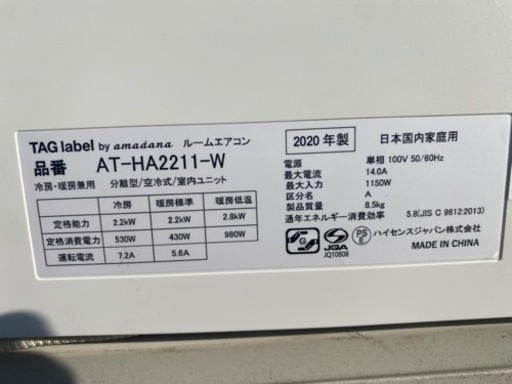 TAG label by amadana ルームエアコン
品番 AT-HA2211-W
冷房・暖房兼用 分離型/空冷式/室内ユニット
冷房 暖房標準 暖房低温
定格能力 2.2kW 2.2kW 2.8kW
定格消費電力 530W 430W 980W
運転電流 7.2A 5.6A
2020年製 日本国内家庭用
電源 単相 100V 50/60Hz
最大電流 14.0A
最大入力 1150W
区分名 A
製品質量 8.5kg
通年エネルギー消費効率 5.8(JIS C 9612:2013)
G JQA JQ10808 PSE ハイセンスジャパン株式会社
MADE IN CHINA